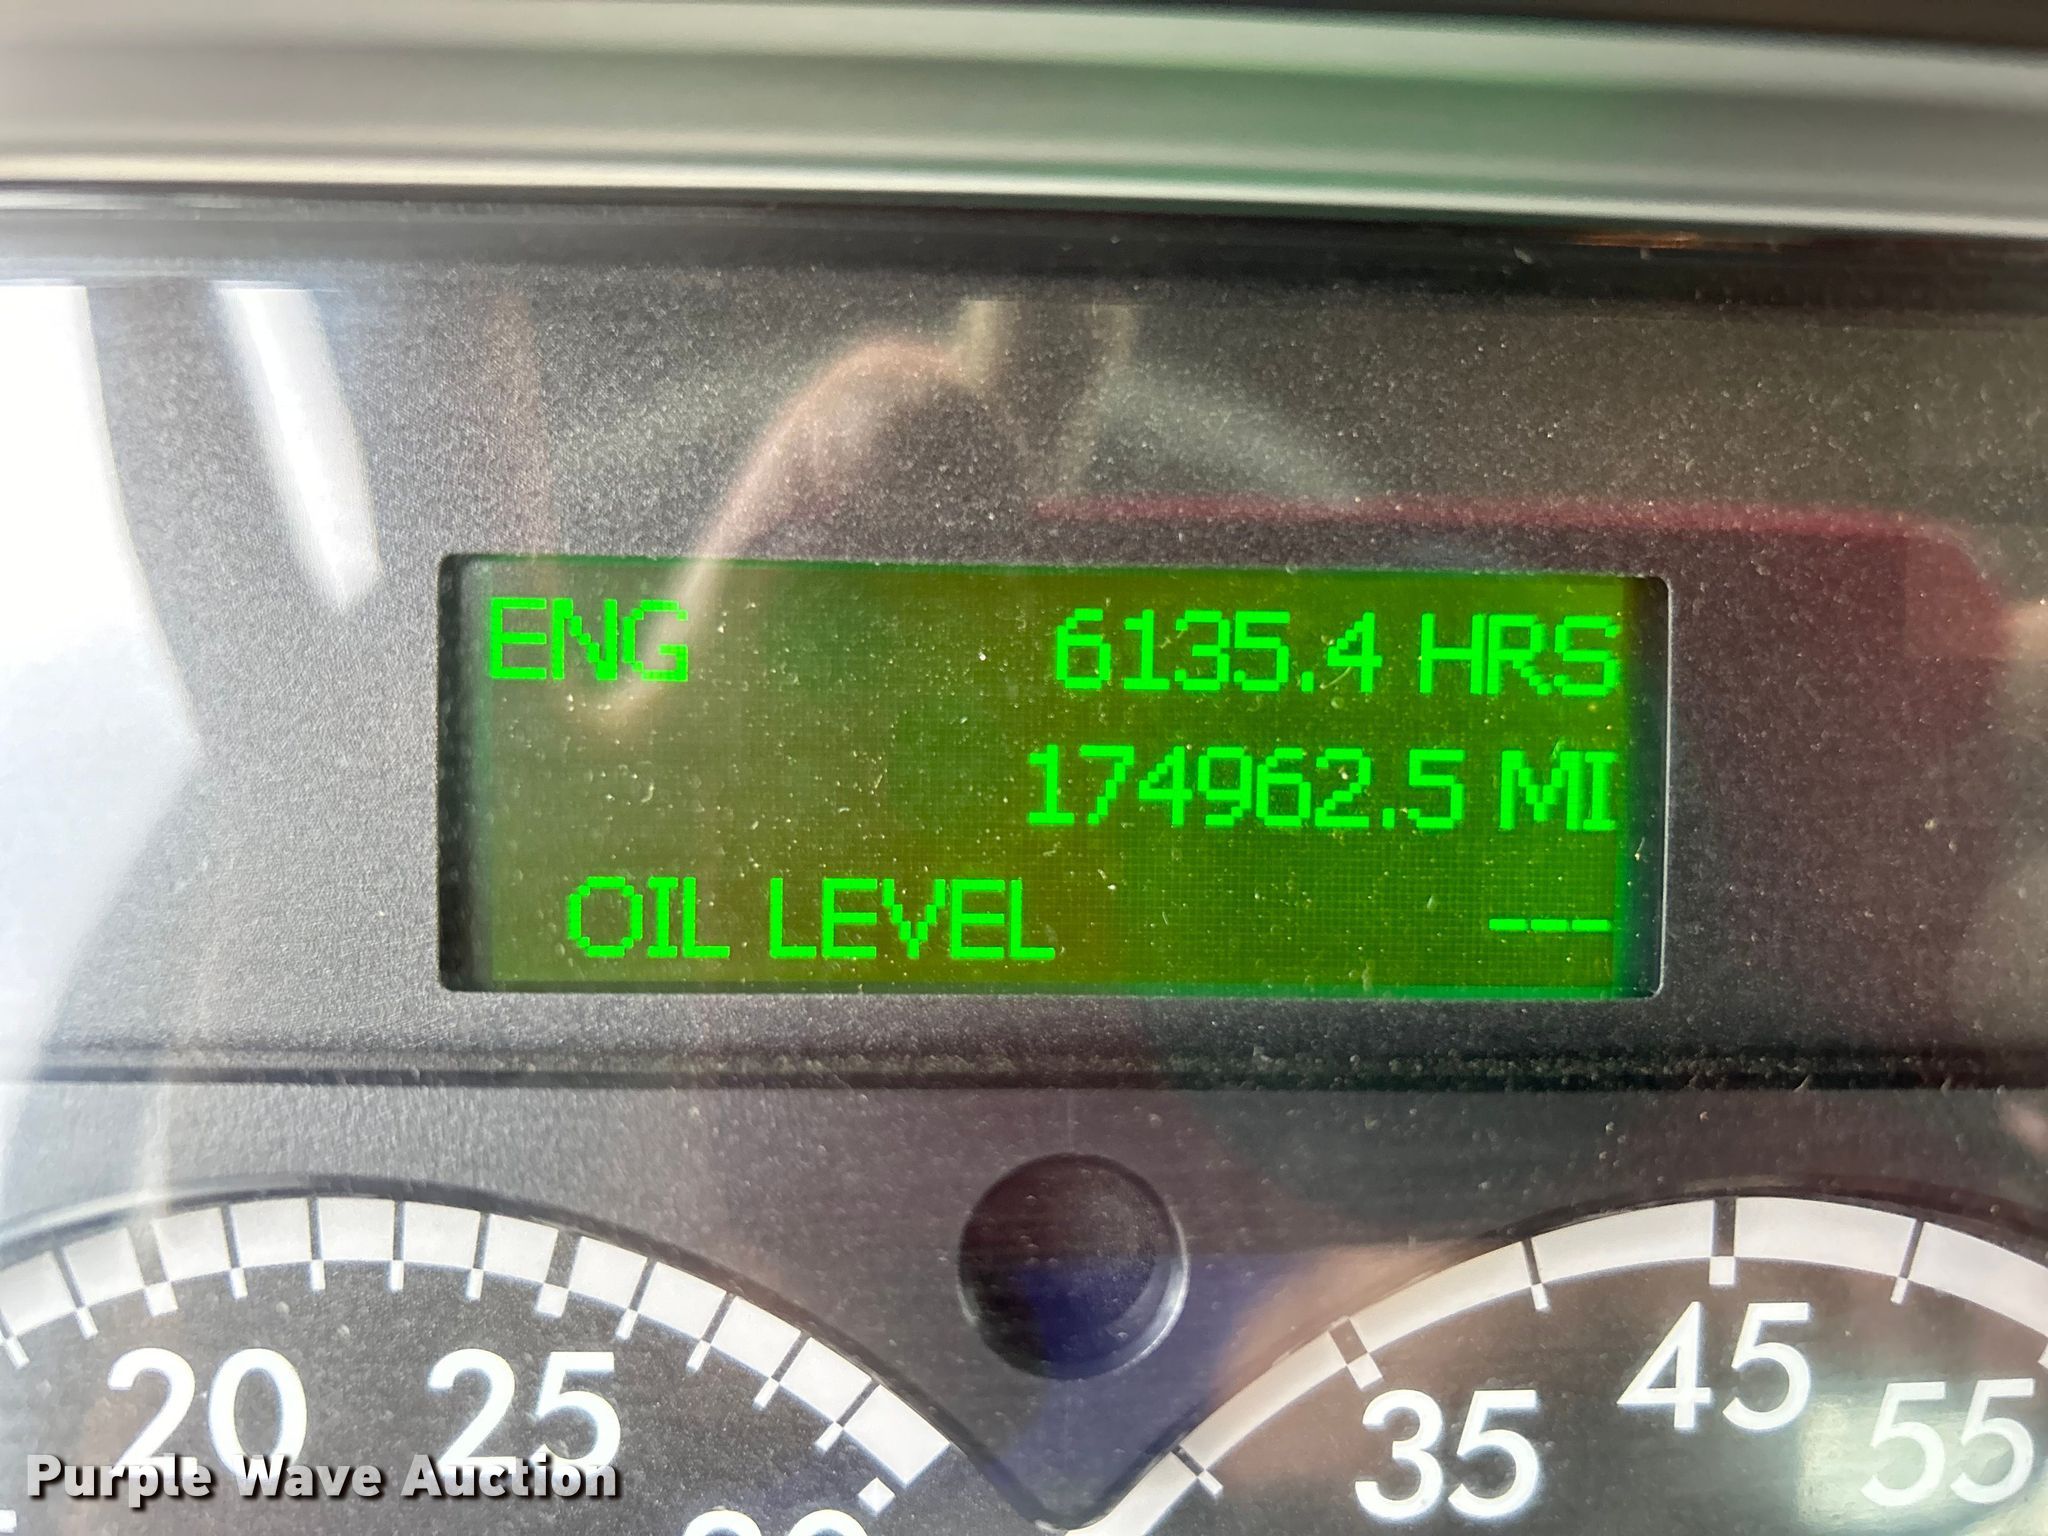 ENG 6135.4 HRS
174962.5 MI
OIL LEVEL ---
20 25
35 45 55
Purple Wave Auction